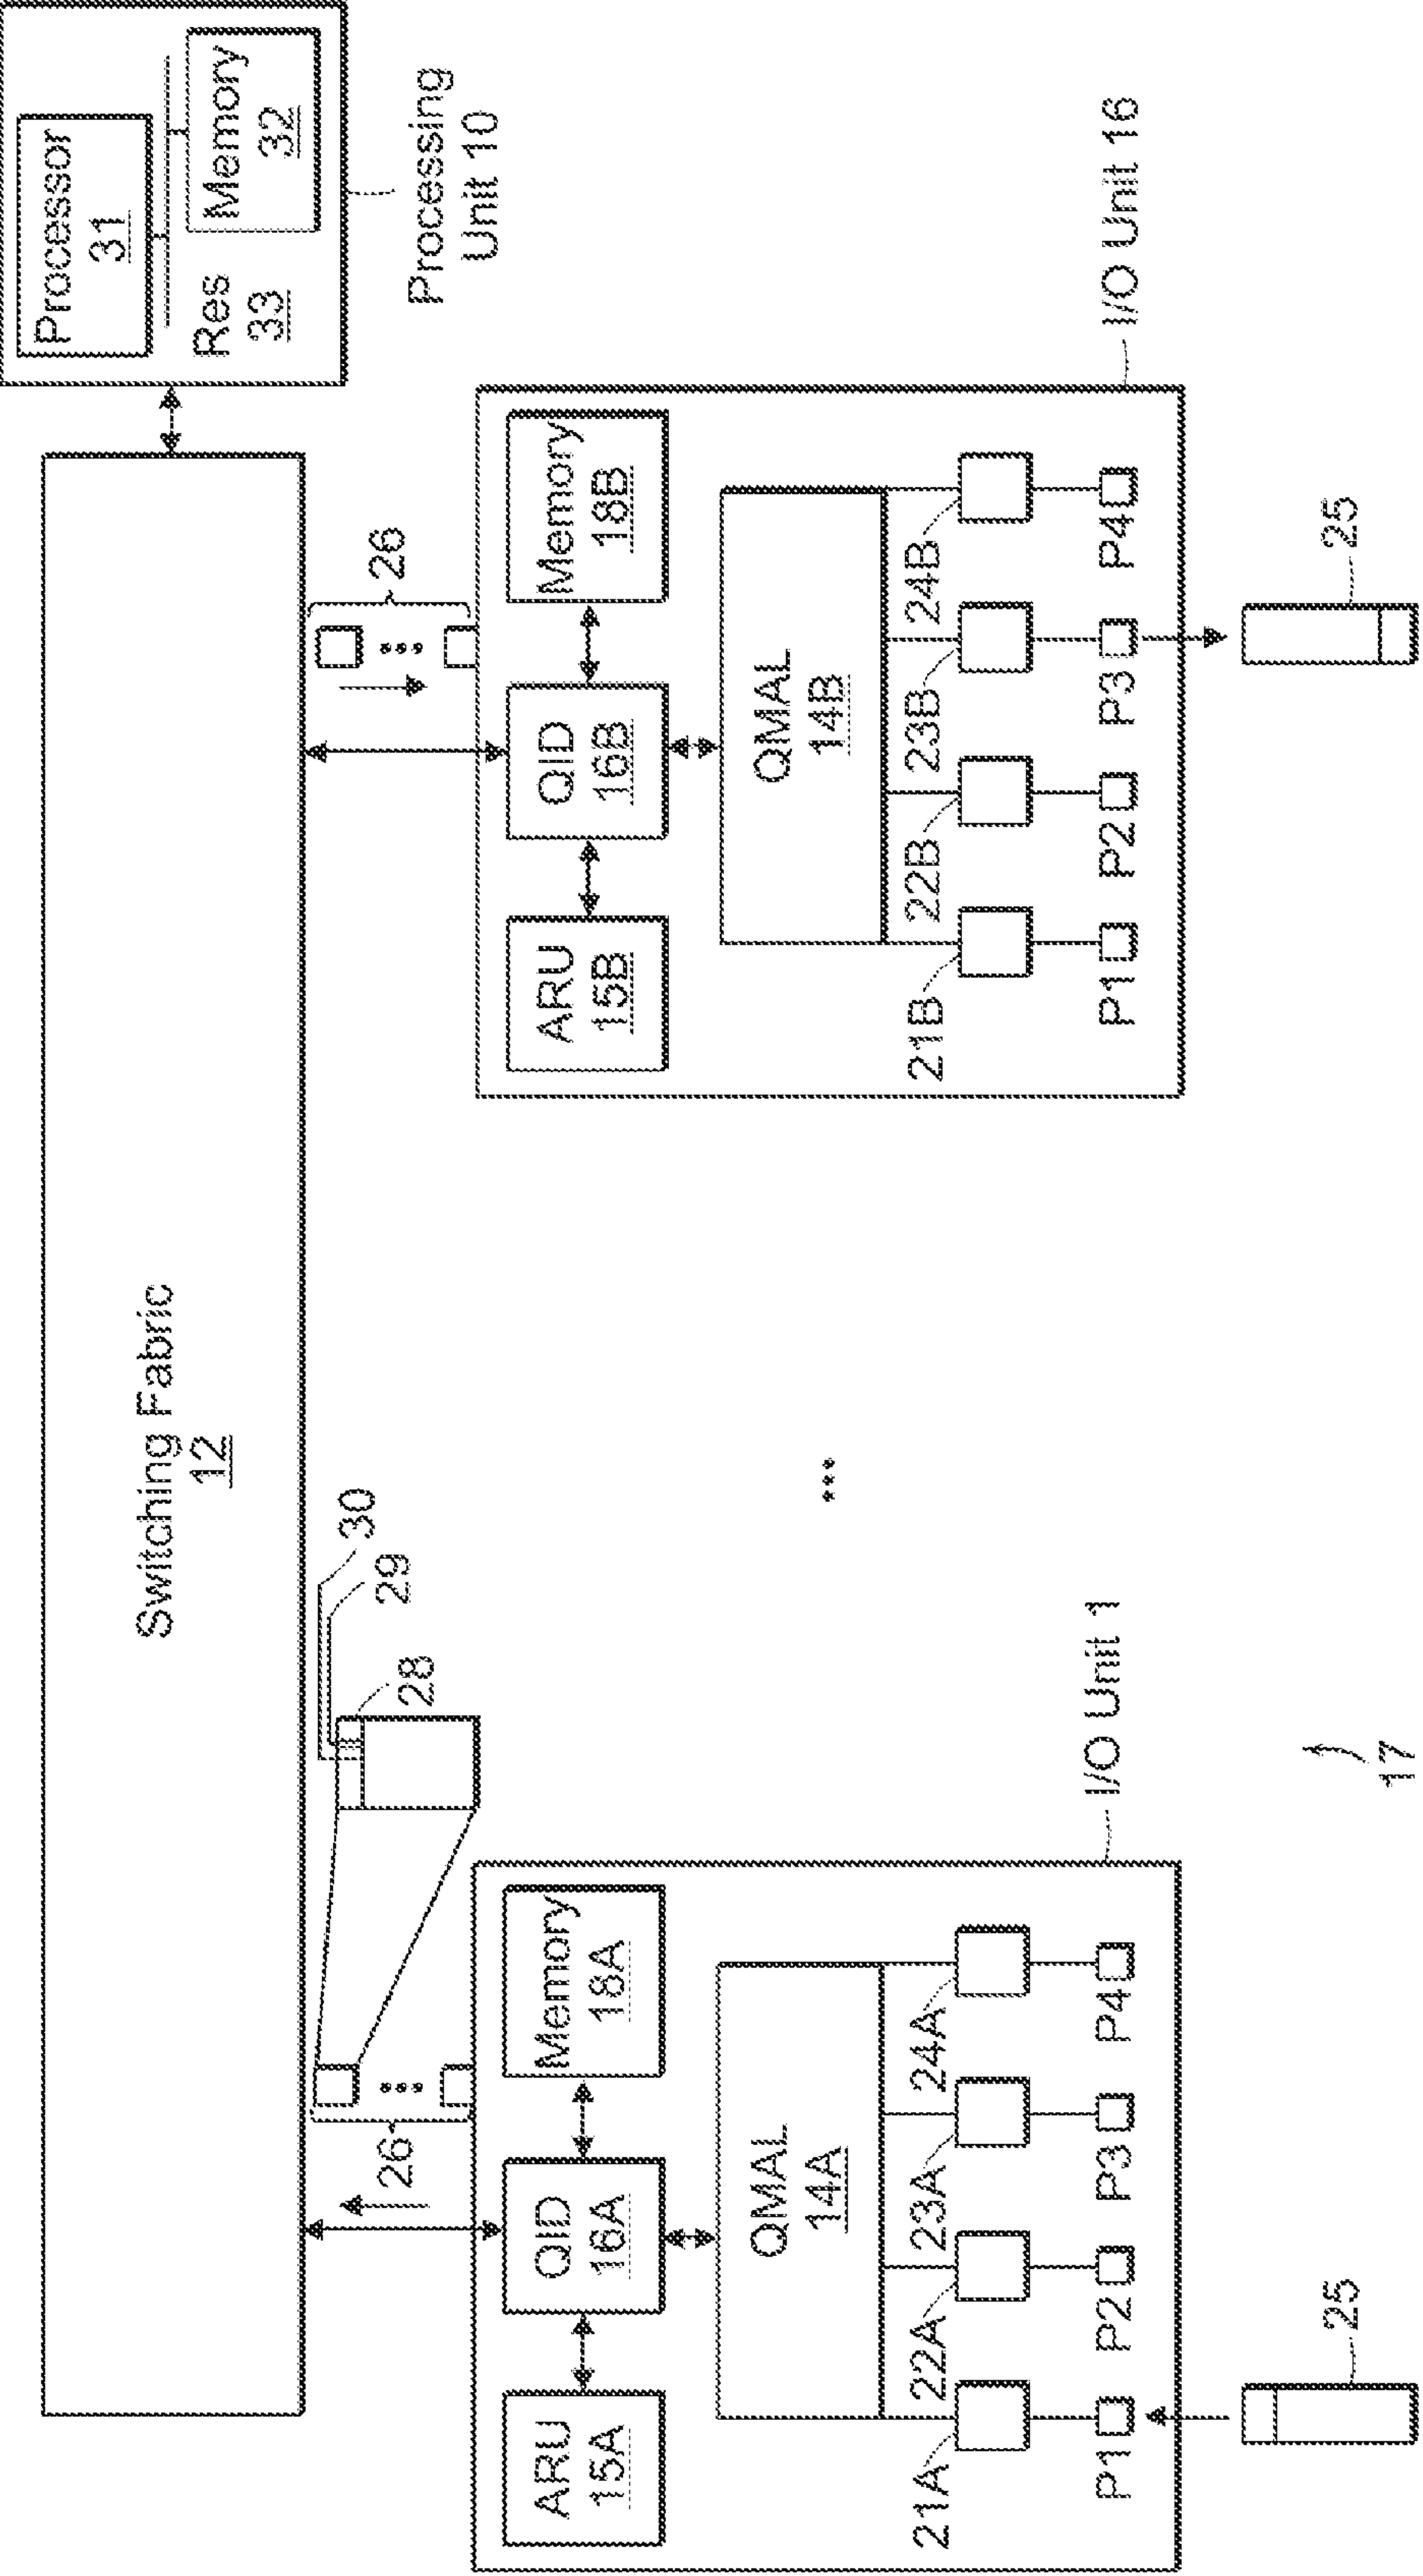 Processor
31
Memory
32
Res
33
Processing
Unit 10
Switching Fabric
12
30
29
28
26
26
ARU
15A
QID
16A
Memory
18A
QMAL
14A
21A
22A
23A
24A
P1
P2
P3
P4
I/O Unit 1
25
...
ARU
15B
QID
16B
Memory
18B
QMAL
14B
21B
22B
23B
24B
P1
P2
P3
P4
I/O Unit 16
25
17